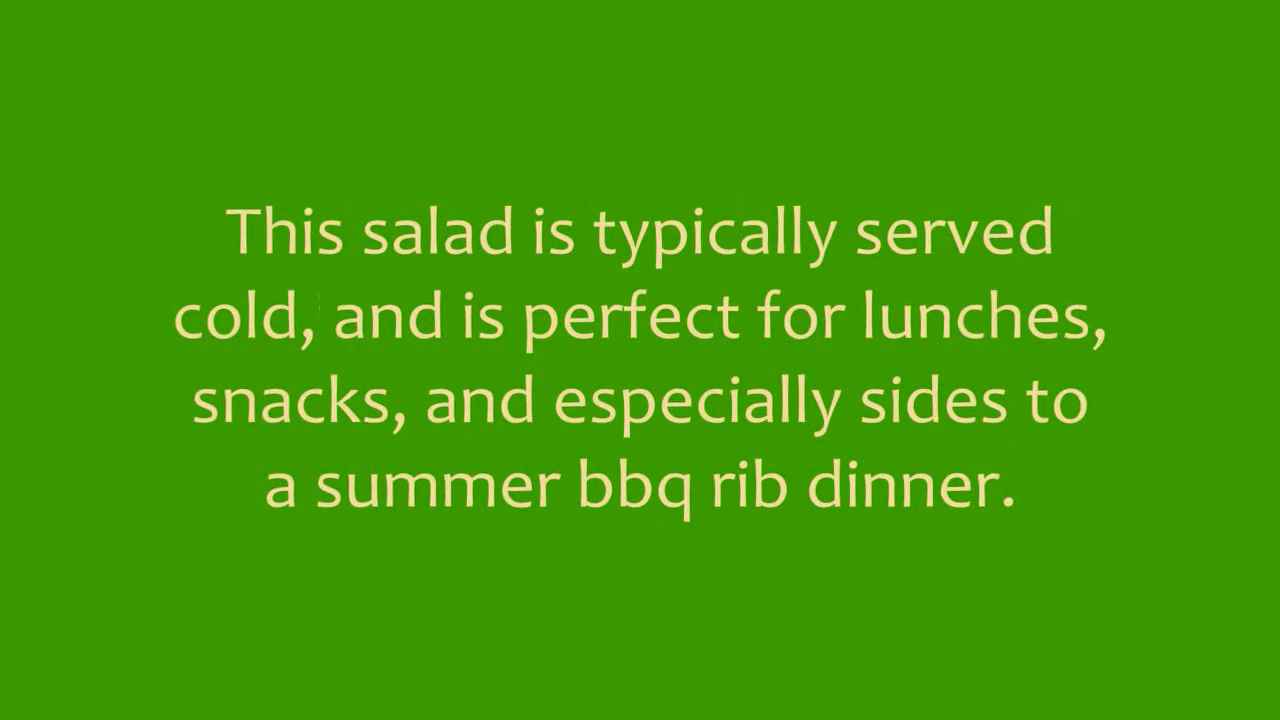 This salad is typically served
cold, and is perfect for lunches,
snacks, and especially sides to
a summer bbq rib dinner.